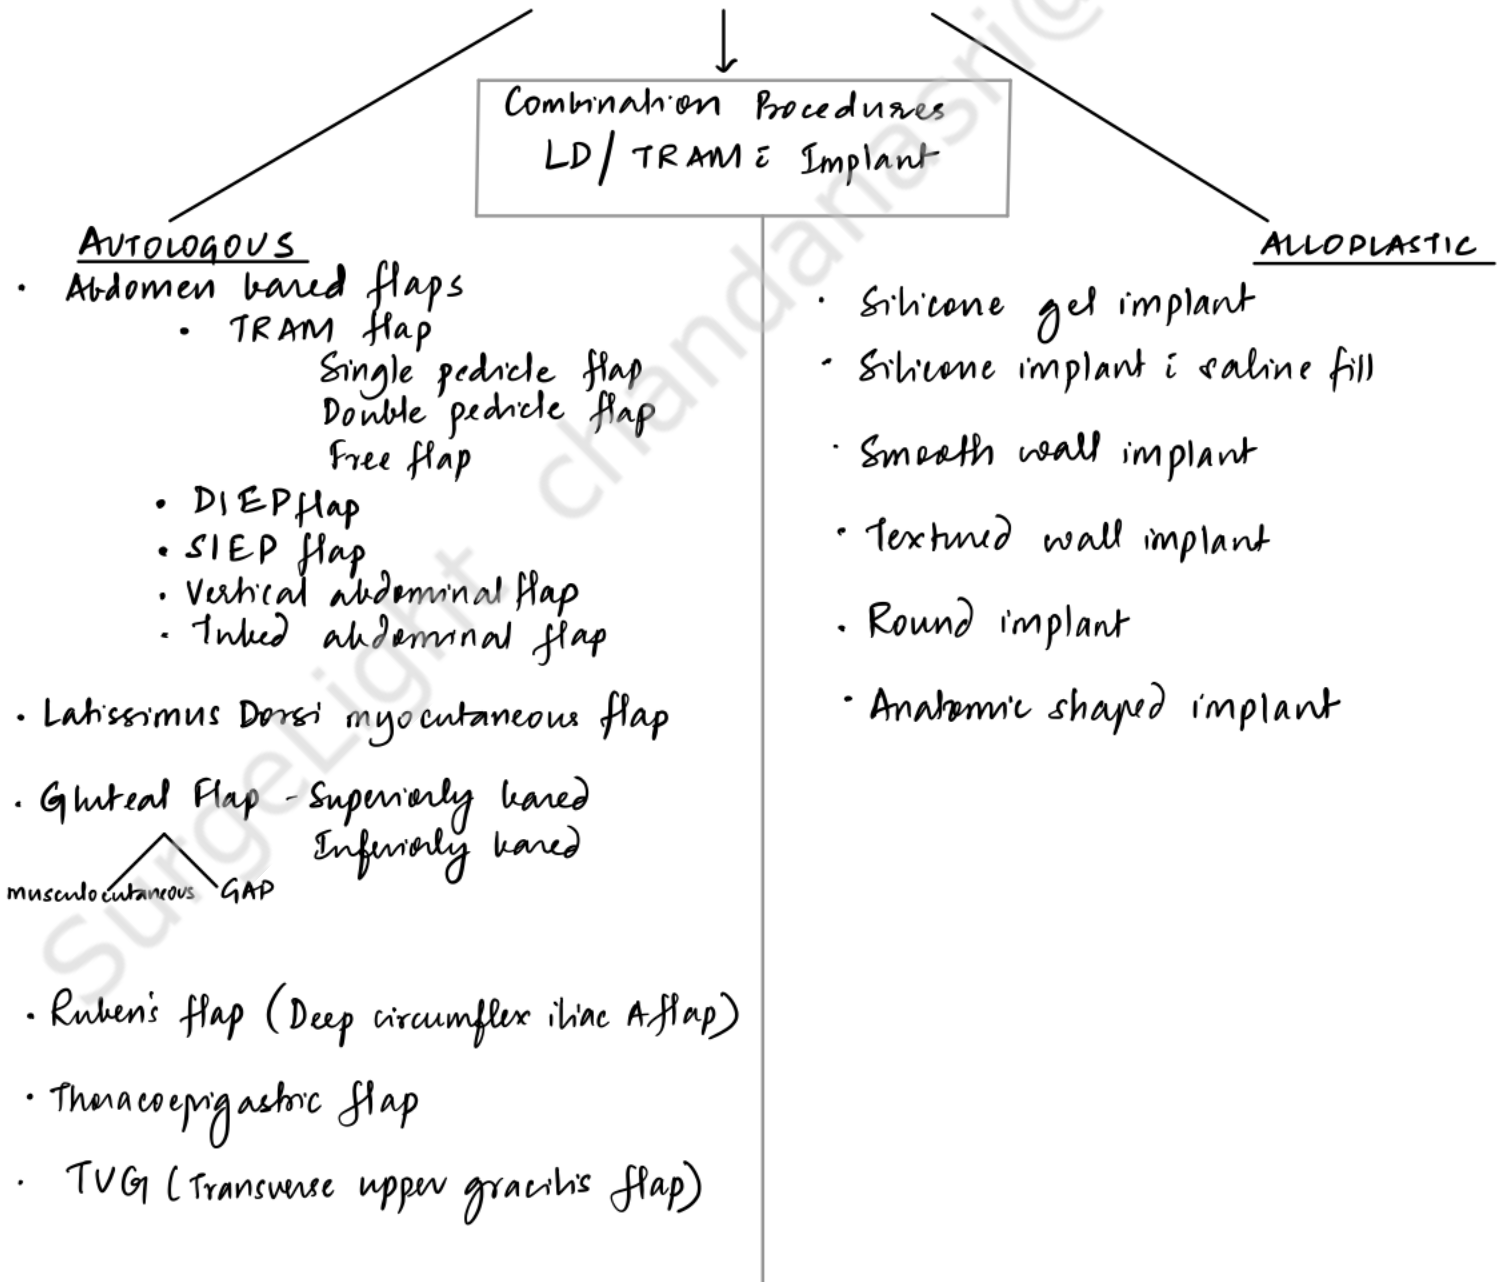 Combination Procedures
LD/ TRAM c̄ Implant
AUTOLOGOUS
• Abdomen based flaps
• TRAM flap
Single pedicle flap
Double pedicle flap
Free flap
• DIEP flap
• SIEP flap
• Vertical abdominal flap
• Tubed abdominal flap
• Latissimus Dorsi myocutaneous flap
• Gluteal Flap - Superiorly based
Inferiorly based
musculocutaneous GAP
• Ruben's flap (Deep circumflex iliac A flap)
• Thoracoepigastric flap
• TUG (Transverse upper gracilis flap)
ALLOPLASTIC
• Silicone gel implant
• Silicone implant c̄ saline fill
• Smooth wall implant
• Textured wall implant
• Round implant
• Anatomic shaped implant
SurgeLight chandanasri@